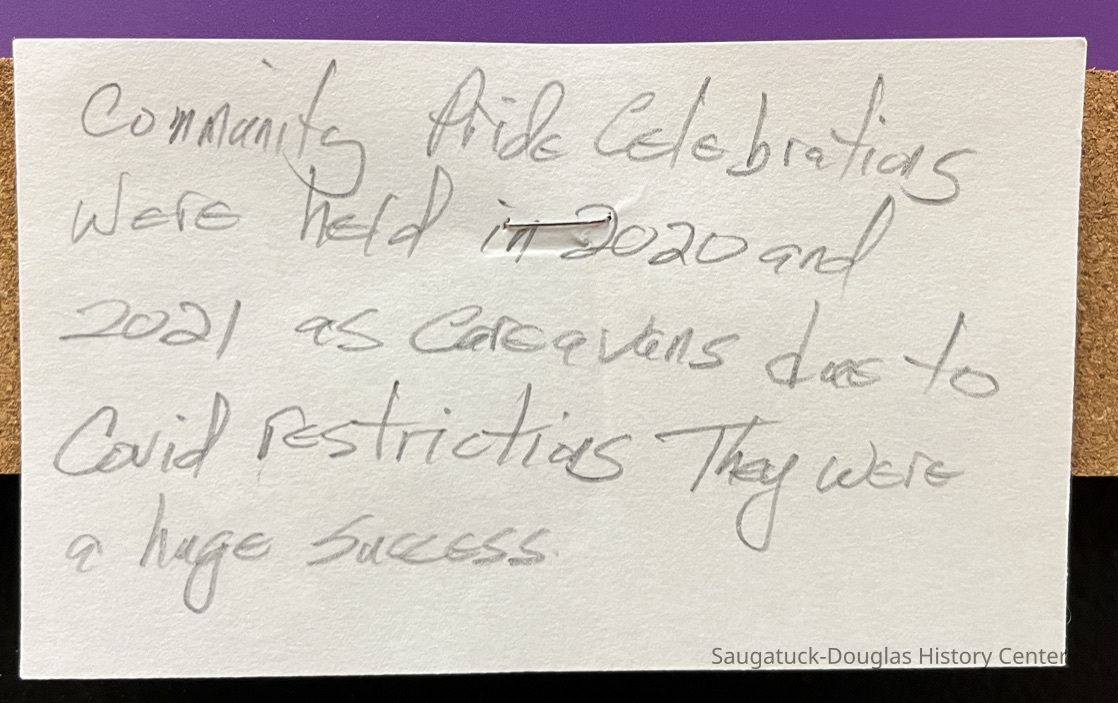 Community Pride Celebrations
Were held in 2020 and
2021 as Careavans due to
Covid restrictions They were
a huge success.
Saugatuck-Douglas History Center